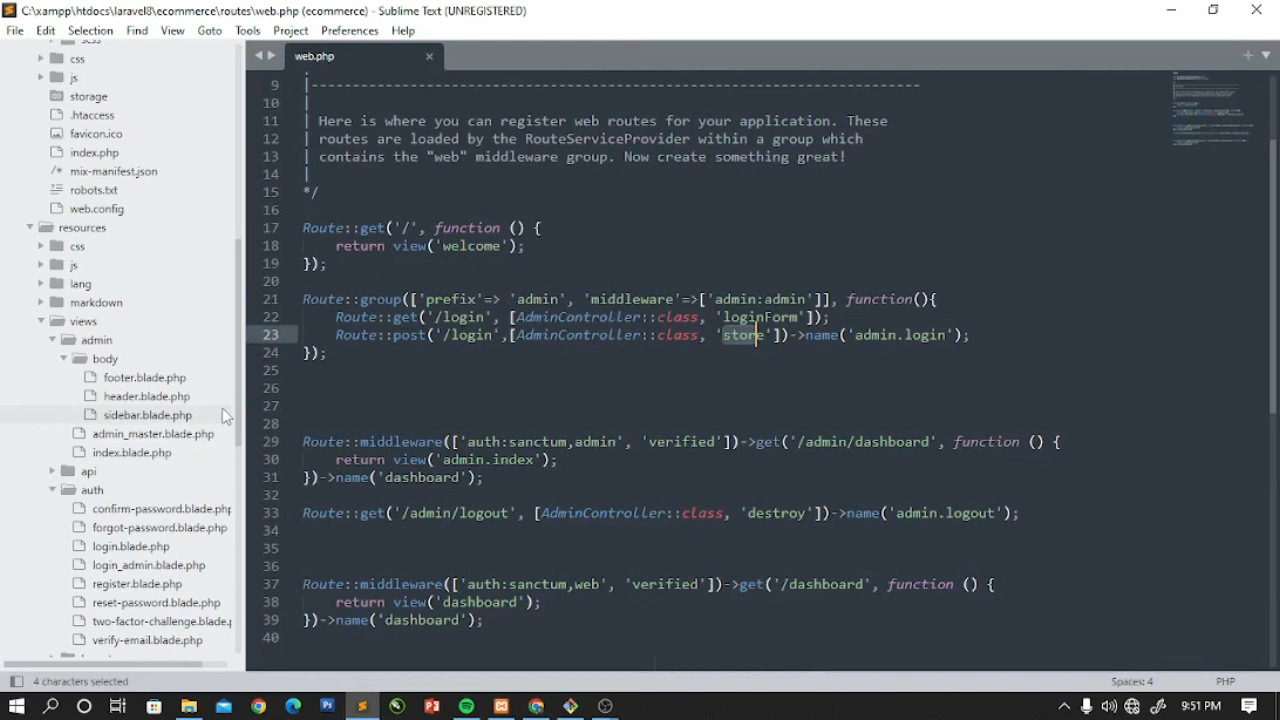 C:\xampp\htdocs\laravel8\ecommerce\routes\web.php (ecommerce) - Sublime Text (UNREGISTERED)
File Edit Selection Find View Goto Tools Project Preferences Help
css
js
storage
.htaccess
favicon.ico
index.php
mix-manifest.json
robots.txt
web.config
resources
css
js
lang
markdown
views
admin
body
footer.blade.php
header.blade.php
sidebar.blade.php
admin_master.blade.php
index.blade.php
api
auth
confirm-password.blade.php
forgot-password.blade.php
login.blade.php
login_admin.blade.php
register.blade.php
reset-password.blade.php
two-factor-challenge.blade.
verify-email.blade.php
web.php
9 |--------------------------------------------------------------------------
10 |
11 | Here is where you can register web routes for your application. These
12 | routes are loaded by the RouteServiceProvider within a group which
13 | contains the "web" middleware group. Now create something great!
14 |
15 */
16
17 Route::get('/', function () {
18 return view('welcome');
19 });
20
21 Route::group(['prefix'=> 'admin', 'middleware'=>['admin:admin']], function(){
22 Route::get('/login', [AdminController::class, 'loginForm']);
23 Route::post('/login',[AdminController::class, 'store'])->name('admin.login');
24 });
25
26
27
28
29 Route::middleware(['auth:sanctum,admin', 'verified'])->get('/admin/dashboard', function () {
30 return view('admin.index');
31 })->name('dashboard');
32
33 Route::get('/admin/logout', [AdminController::class, 'destroy'])->name('admin.logout');
34
35
36
37 Route::middleware(['auth:sanctum,web', 'verified'])->get('/dashboard', function () {
38 return view('dashboard');
39 })->name('dashboard');
40
4 characters selected
Spaces: 4
PHP
9:51 PM